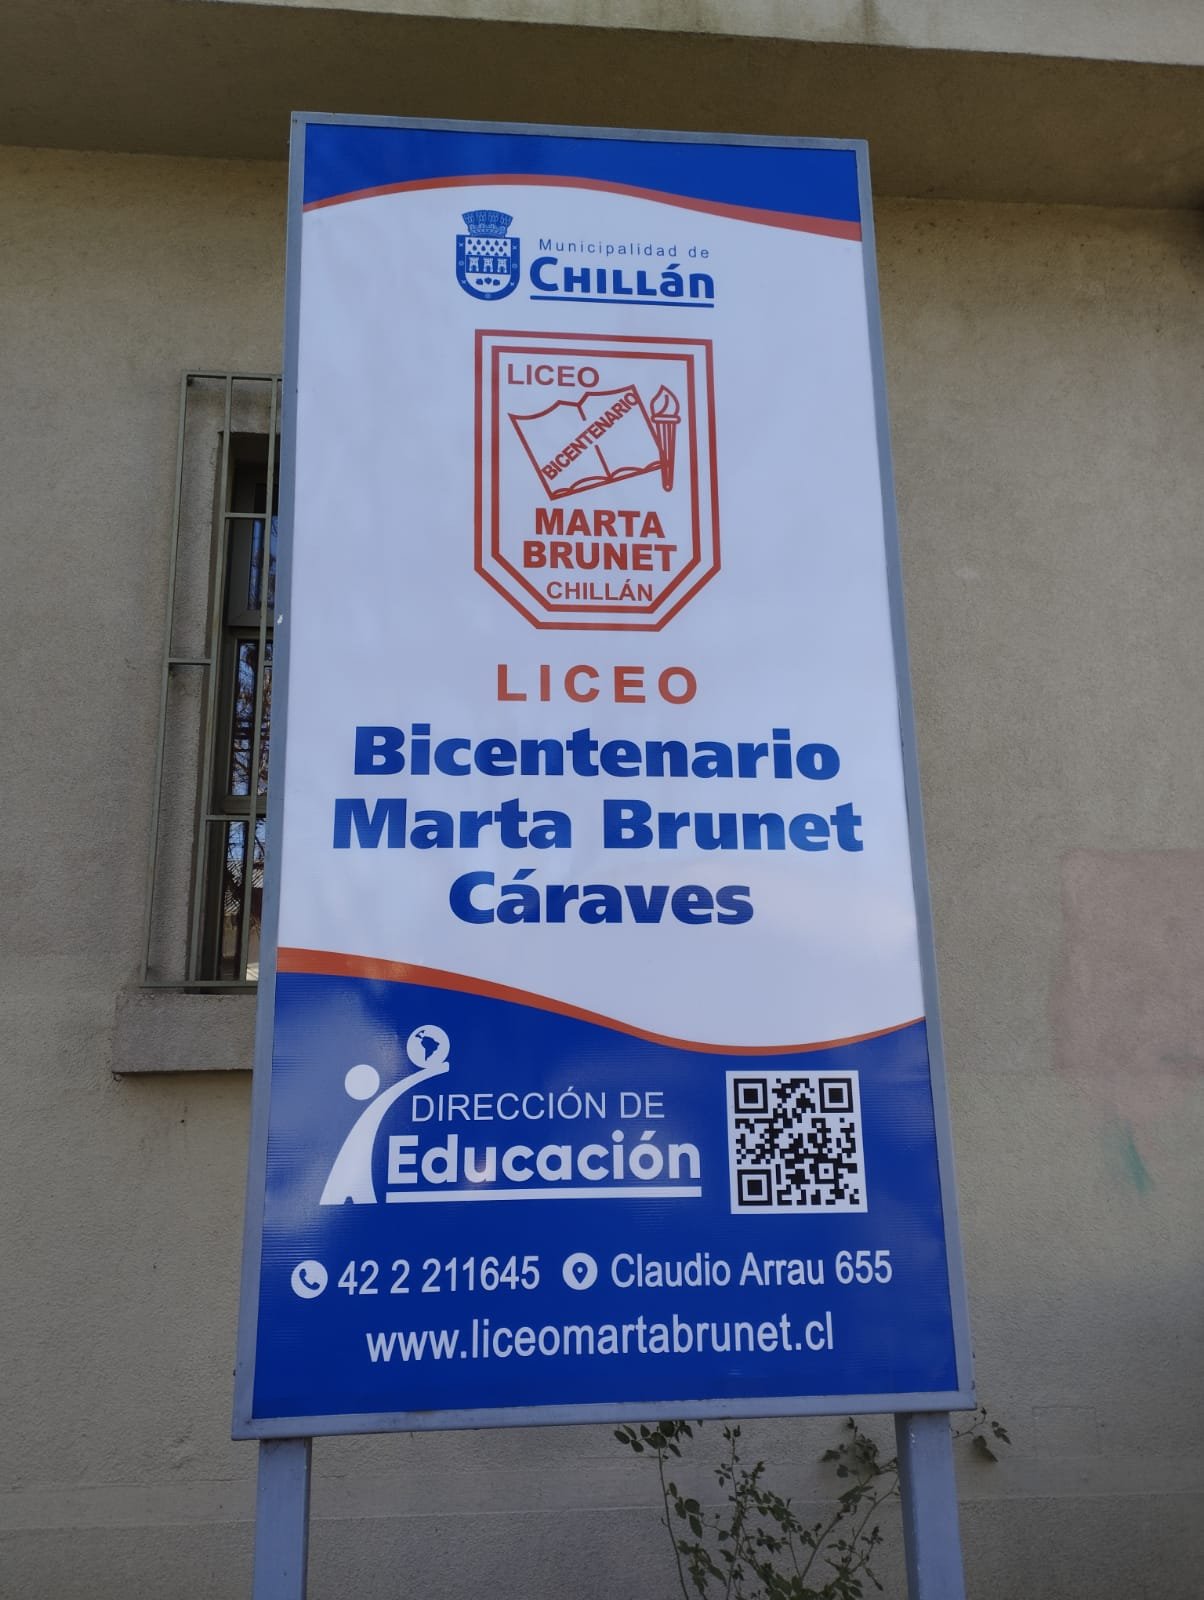 Municipalidad de
CHILLán
LICEO
BICENTENARIO
MARTA
BRUNET
CHILLÁN
LICEO
Bicentenario
Marta Brunet
Cáraves
DIRECCIÓN DE
Educación
42 2 211645 Claudio Arrau 655
www.liceomartabrunet.cl